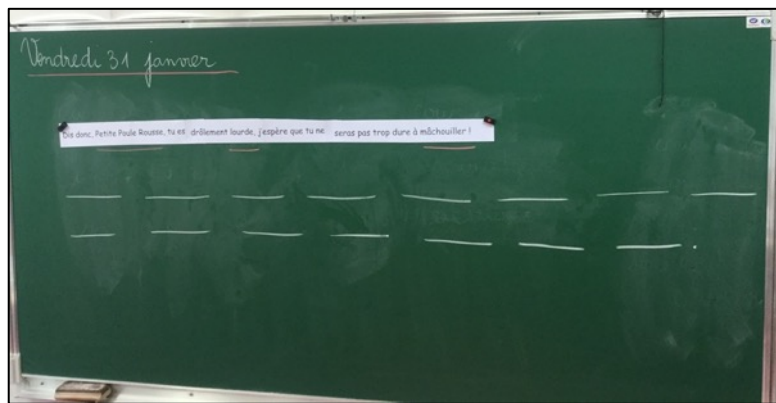 Vendredi 31 janvier
Dis donc, Petite Poule Rousse, tu es drôlement lourde, j'espère que tu ne seras pas trop dure à mâchouiller !